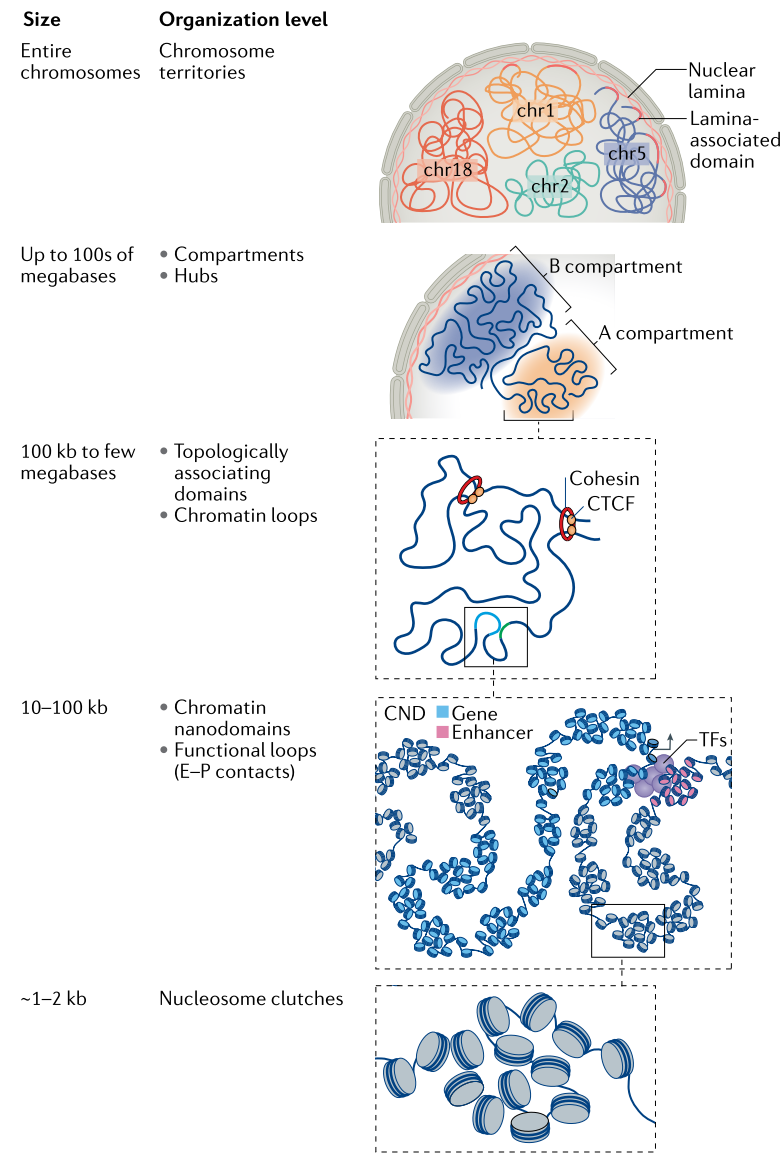 Size
Organization level
Entire
chromosomes
Chromosome
territories
chr1
chr18
chr5
chr2
Nuclear
lamina
Lamina-
associated
domain
Up to 100s of
megabases
• Compartments
• Hubs
B compartment
A compartment
100 kb to few
megabases
• Topologically
associating
domains
• Chromatin loops
Cohesin
CTCF
10–100 kb
• Chromatin
nanodomains
• Functional loops
(E–P contacts)
CND
Gene
Enhancer
TFs
~1–2 kb
Nucleosome clutches